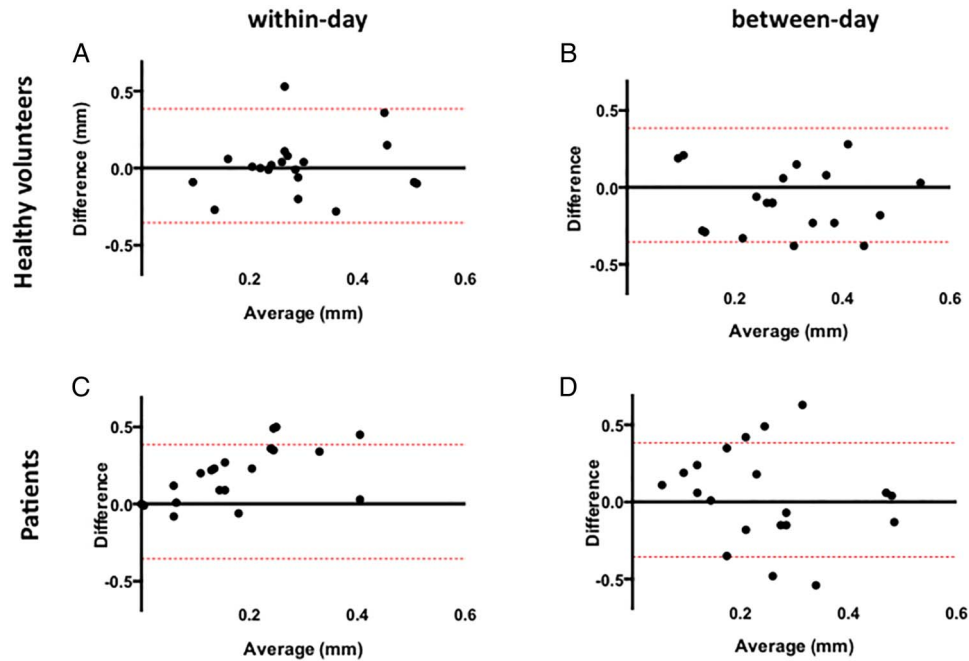 within-day
between-day
Healthy volunteers
A
Difference (mm)
0.5
0.0
-0.5
0.2
0.4
0.6
Average (mm)
B
Difference
0.5
0.0
-0.5
0.2
0.4
0.6
Average (mm)
Patients
C
Difference
0.5
0.0
-0.5
0.2
0.4
0.6
Average (mm)
D
Difference
0.5
0.0
-0.5
0.2
0.4
0.6
Average (mm)